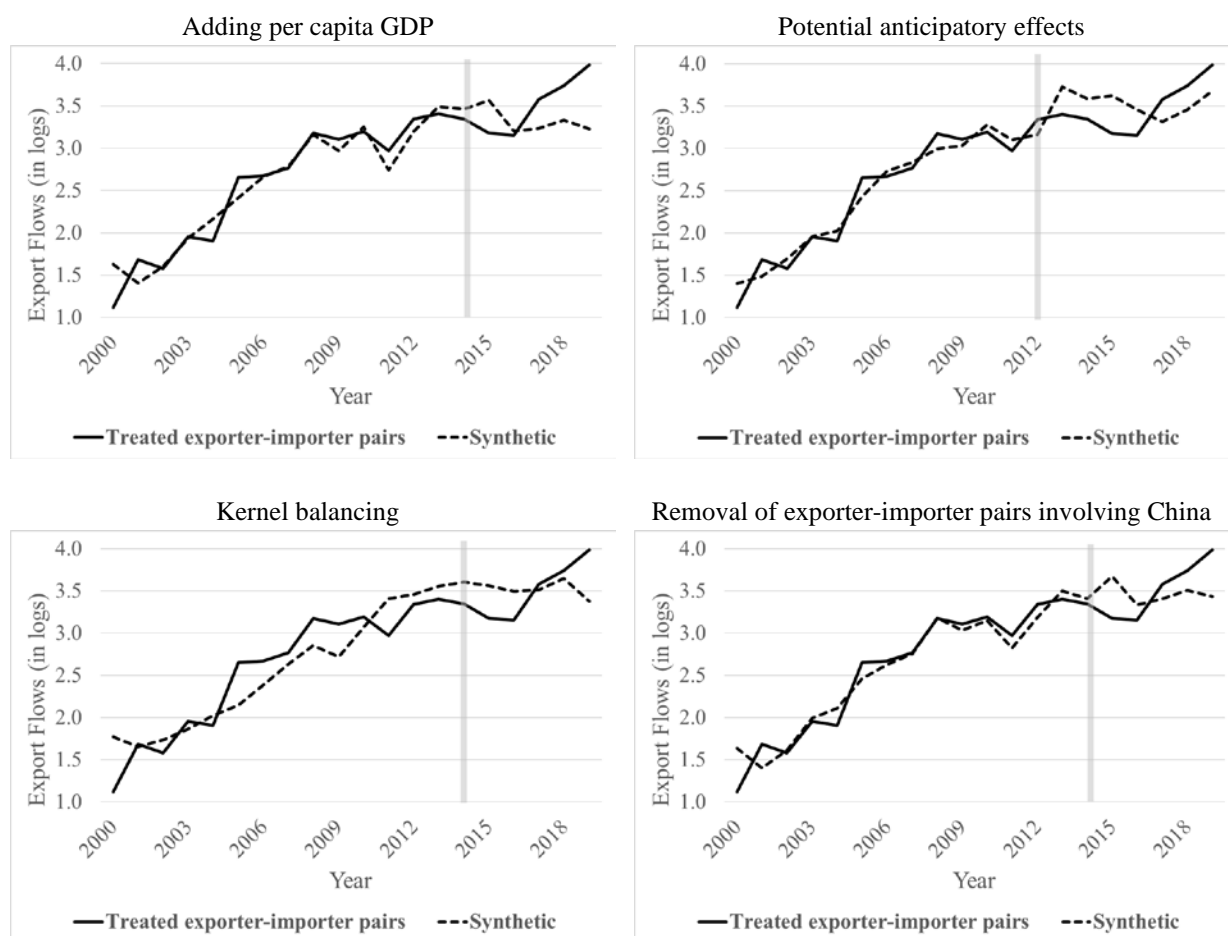 Adding per capita GDP
4.0
3.5
3.0
2.5
2.0
1.5
1.0
Export Flows (in logs)
2000
2003
2006
2009
2012
2015
2018
Year
Treated exporter-importer pairs
Synthetic
Potential anticipatory effects
4.0
3.5
3.0
2.5
2.0
1.5
1.0
Export Flows (in logs)
2000
2003
2006
2009
2012
2015
2018
Year
Treated exporter-importer pairs
Synthetic
Kernel balancing
4.0
3.5
3.0
2.5
2.0
1.5
1.0
Export Flows (in logs)
2000
2003
2006
2009
2012
2015
2018
Year
Treated exporter-importer pairs
Synthetic
Removal of exporter-importer pairs involving China
4.0
3.5
3.0
2.5
2.0
1.5
1.0
Export Flows (in logs)
2000
2003
2006
2009
2012
2015
2018
Year
Treated exporter-importer pairs
Synthetic